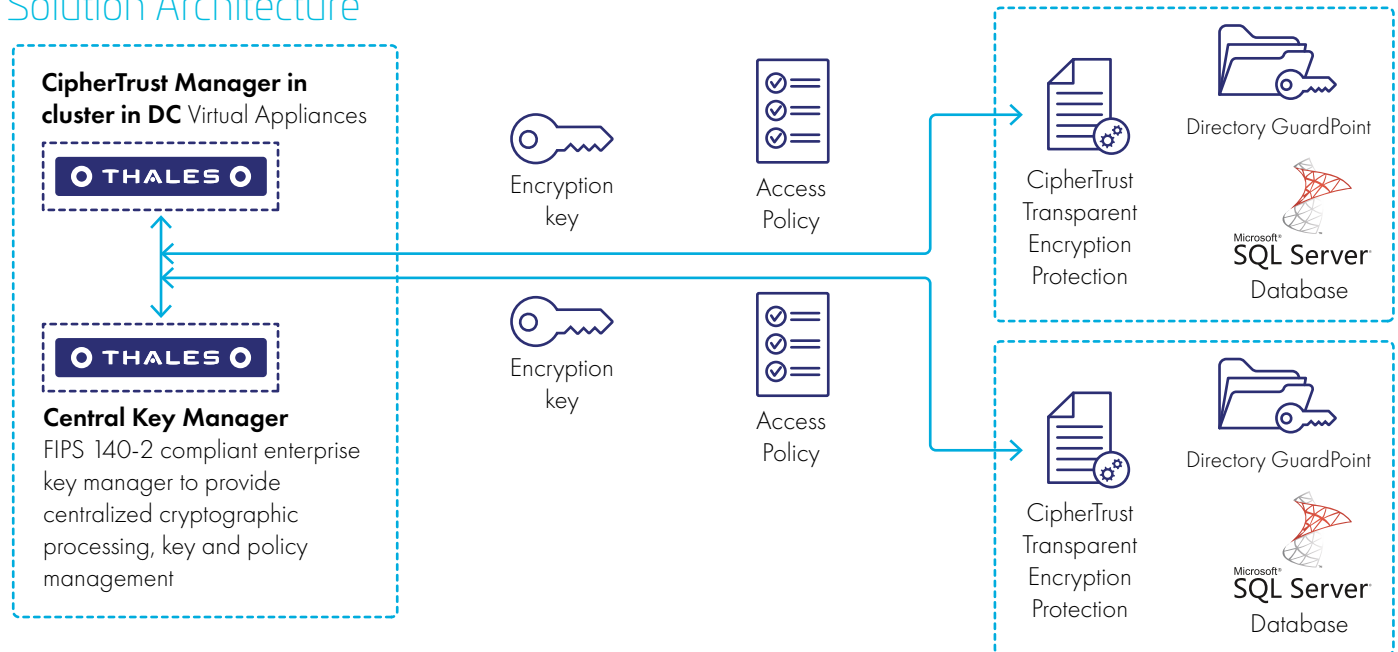 Solution Architecture
CipherTrust Manager in
cluster in DC Virtual Appliances
THALES
THALES
Central Key Manager
FIPS 140-2 compliant enterprise
key manager to provide
centralized cryptographic
processing, key and policy
management
Encryption
key
Access
Policy
Encryption
key
Access
Policy
CipherTrust
Transparent
Encryption
Protection
Directory GuardPoint
Microsoft®
SQL Server
Database
CipherTrust
Transparent
Encryption
Protection
Directory GuardPoint
Microsoft®
SQL Server
Database